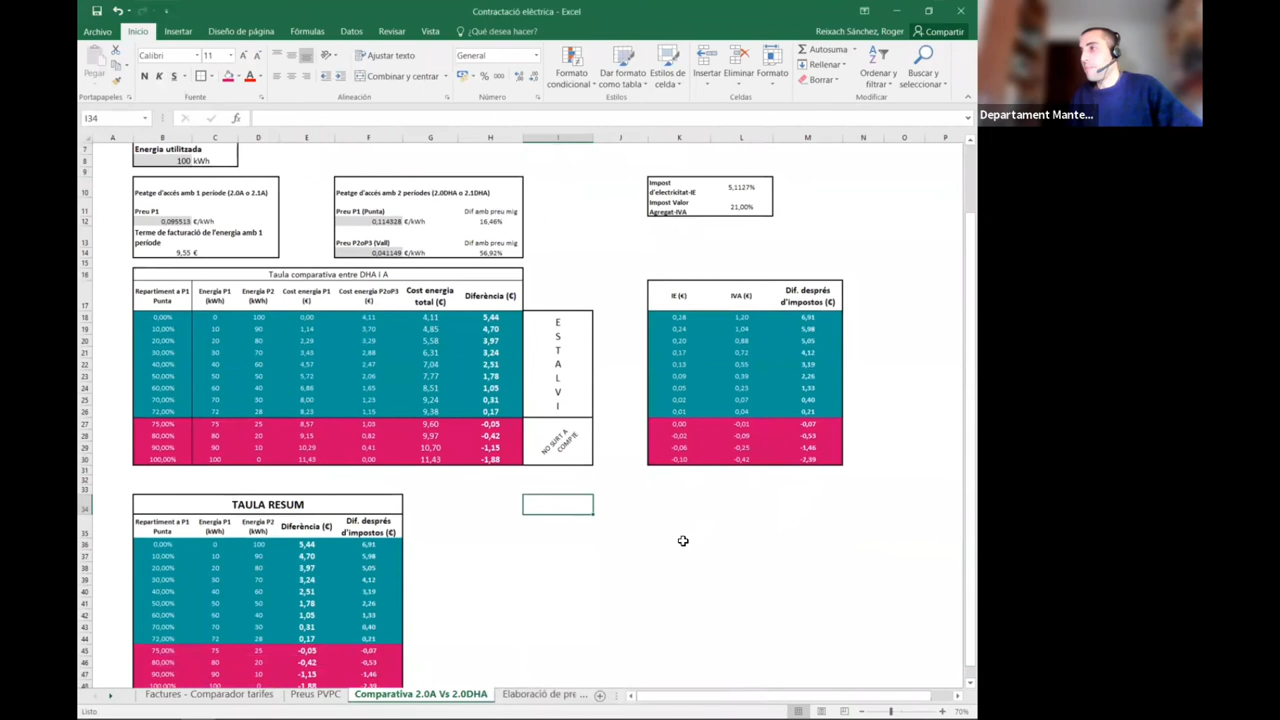 Contractació elèctrica - Excel
Reixach Sánchez, Roger
Compartir
Archivo Inicio Insertar Diseño de página Fórmulas Datos Revisar Vista ¿Qué desea hacer?
Pegar
Calibri 11
N K S
Ajustar texto
Combinar y centrar
General
Formato condicional
Dar formato como tabla
Estilos de celda
Insertar Eliminar Formato
Autosuma
Rellenar
Borrar
Ordenar y filtrar
Buscar y seleccionar
Portapapeles Fuente Alineación Número Estilos Celdas Modificar
I34 fx
A B C D E F G H I J K L M N O P
Energia utilitzada
100 kWh
Peatge d'accés amb 1 període (2.0A o 2.1A)
Preu P1
0,095513 €/kWh
Terme de facturació de l'energia amb 1 període
9,55 €
Peatge d'accés amb 2 períodes (2.0DHA o 2.1DHA)
Preu P1 (Punta) Dif amb preu mig
0,114328 €/kWh 16,46%
Preu P2oP3 (Vall) Dif amb preu mig
0,041149 €/kWh 56,92%
Impost d'electricitat-IE 5,1127%
Impost Valor Agregat-IVA 21,00%
Taula comparativa entre DHA i A
Repartiment a P1 Punta Energia P1 (kWh) Energia P2 (kWh) Cost energia P1 (€) Cost energia P2oP3 (€) Cost energia total (€) Diferència (€)
0,00% 0 100 0,00 4,11 4,11 5,44
10,00% 10 90 1,14 3,70 4,85 4,70
20,00% 20 80 2,29 3,29 5,58 3,97
30,00% 30 70 3,43 2,88 6,31 3,24
40,00% 40 60 4,57 2,47 7,04 2,51
50,00% 50 50 5,72 2,06 7,77 1,78
60,00% 60 40 6,86 1,65 8,51 1,05
70,00% 70 30 8,00 1,23 9,24 0,31
72,00% 72 28 8,23 1,15 9,38 0,17
75,00% 75 25 8,57 1,03 9,60 -0,05
80,00% 80 20 9,15 0,82 9,97 -0,42
90,00% 90 10 10,29 0,41 10,70 -1,15
100,00% 100 0 11,43 0,00 11,43 -1,88
E
S
T
A
L
V
I
NO SURT A COMPTE
IE (€) IVA (€) Dif. després d'impostos (€)
0,28 1,20 6,91
0,24 1,04 5,98
0,20 0,88 5,05
0,17 0,72 4,12
0,13 0,55 3,19
0,09 0,39 2,26
0,05 0,23 1,33
0,02 0,07 0,40
0,01 0,04 0,21
0,00 -0,01 -0,07
-0,02 -0,09 -0,53
-0,06 -0,25 -1,46
-0,10 -0,42 -2,39
TAULA RESUM
Repartiment a P1 Punta Energia P1 (kWh) Energia P2 (kWh) Diferència (€) Dif. després d'impostos (€)
0,00% 0 100 5,44 6,91
10,00% 10 90 4,70 5,98
20,00% 20 80 3,97 5,05
30,00% 30 70 3,24 4,12
40,00% 40 60 2,51 3,19
50,00% 50 50 1,78 2,26
60,00% 60 40 1,05 1,33
70,00% 70 30 0,31 0,40
72,00% 72 28 0,17 0,21
75,00% 75 25 -0,05 -0,07
80,00% 80 20 -0,42 -0,53
90,00% 90 10 -1,15 -1,46
Factures - Comparador tarifes Preus PVPC Comparativa 2.0A Vs 2.0DHA Elaboració de pre ...
Listo
70%
Departament Mante...